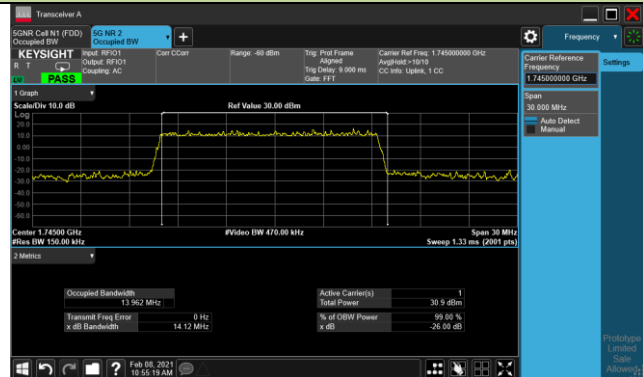 Transceiver A
5GNR Cell N1 (FDD)
Occupied BW
5G NR 2
Occupied BW
Frequency
KEYSIGHT
R T
LXI
PASS
Input: RFIO1
Output: RFIO1
Coupling: AC
Corr CCorr
Range: -60 dBm
Trig: Prot Frame
Aligned
Trig Delay: 9.000 ms
Gate: FFT
Carrier Ref Freq: 1.745000000 GHz
Avg|Hold:>10/10
CC Info: Uplink, 1 CC
Carrier Reference
Frequency
1.745000000 GHz
Settings
Span
30.000 MHz
Auto Detect
Manual
1 Graph
Scale/Div 10.0 dB
Ref Value 30.00 dBm
Log
20.0
10.0
0.00
-10.0
-20.0
-30.0
-40.0
-50.0
-60.0
Center 1.74500 GHz
#Video BW 470.00 kHz
Span 30 MHz
#Res BW 150.00 kHz
Sweep 1.33 ms (2001 pts)
2 Metrics
Occupied Bandwidth
13.962 MHz
Active Carrier(s) 1
Total Power 30.9 dBm
Transmit Freq Error 0 Hz
x dB Bandwidth 14.12 MHz
% of OBW Power 99.00 %
x dB -26.00 dB
Prototype
Limited
Sale
Allowed
?
Feb 08, 2021
10:55:19 AM